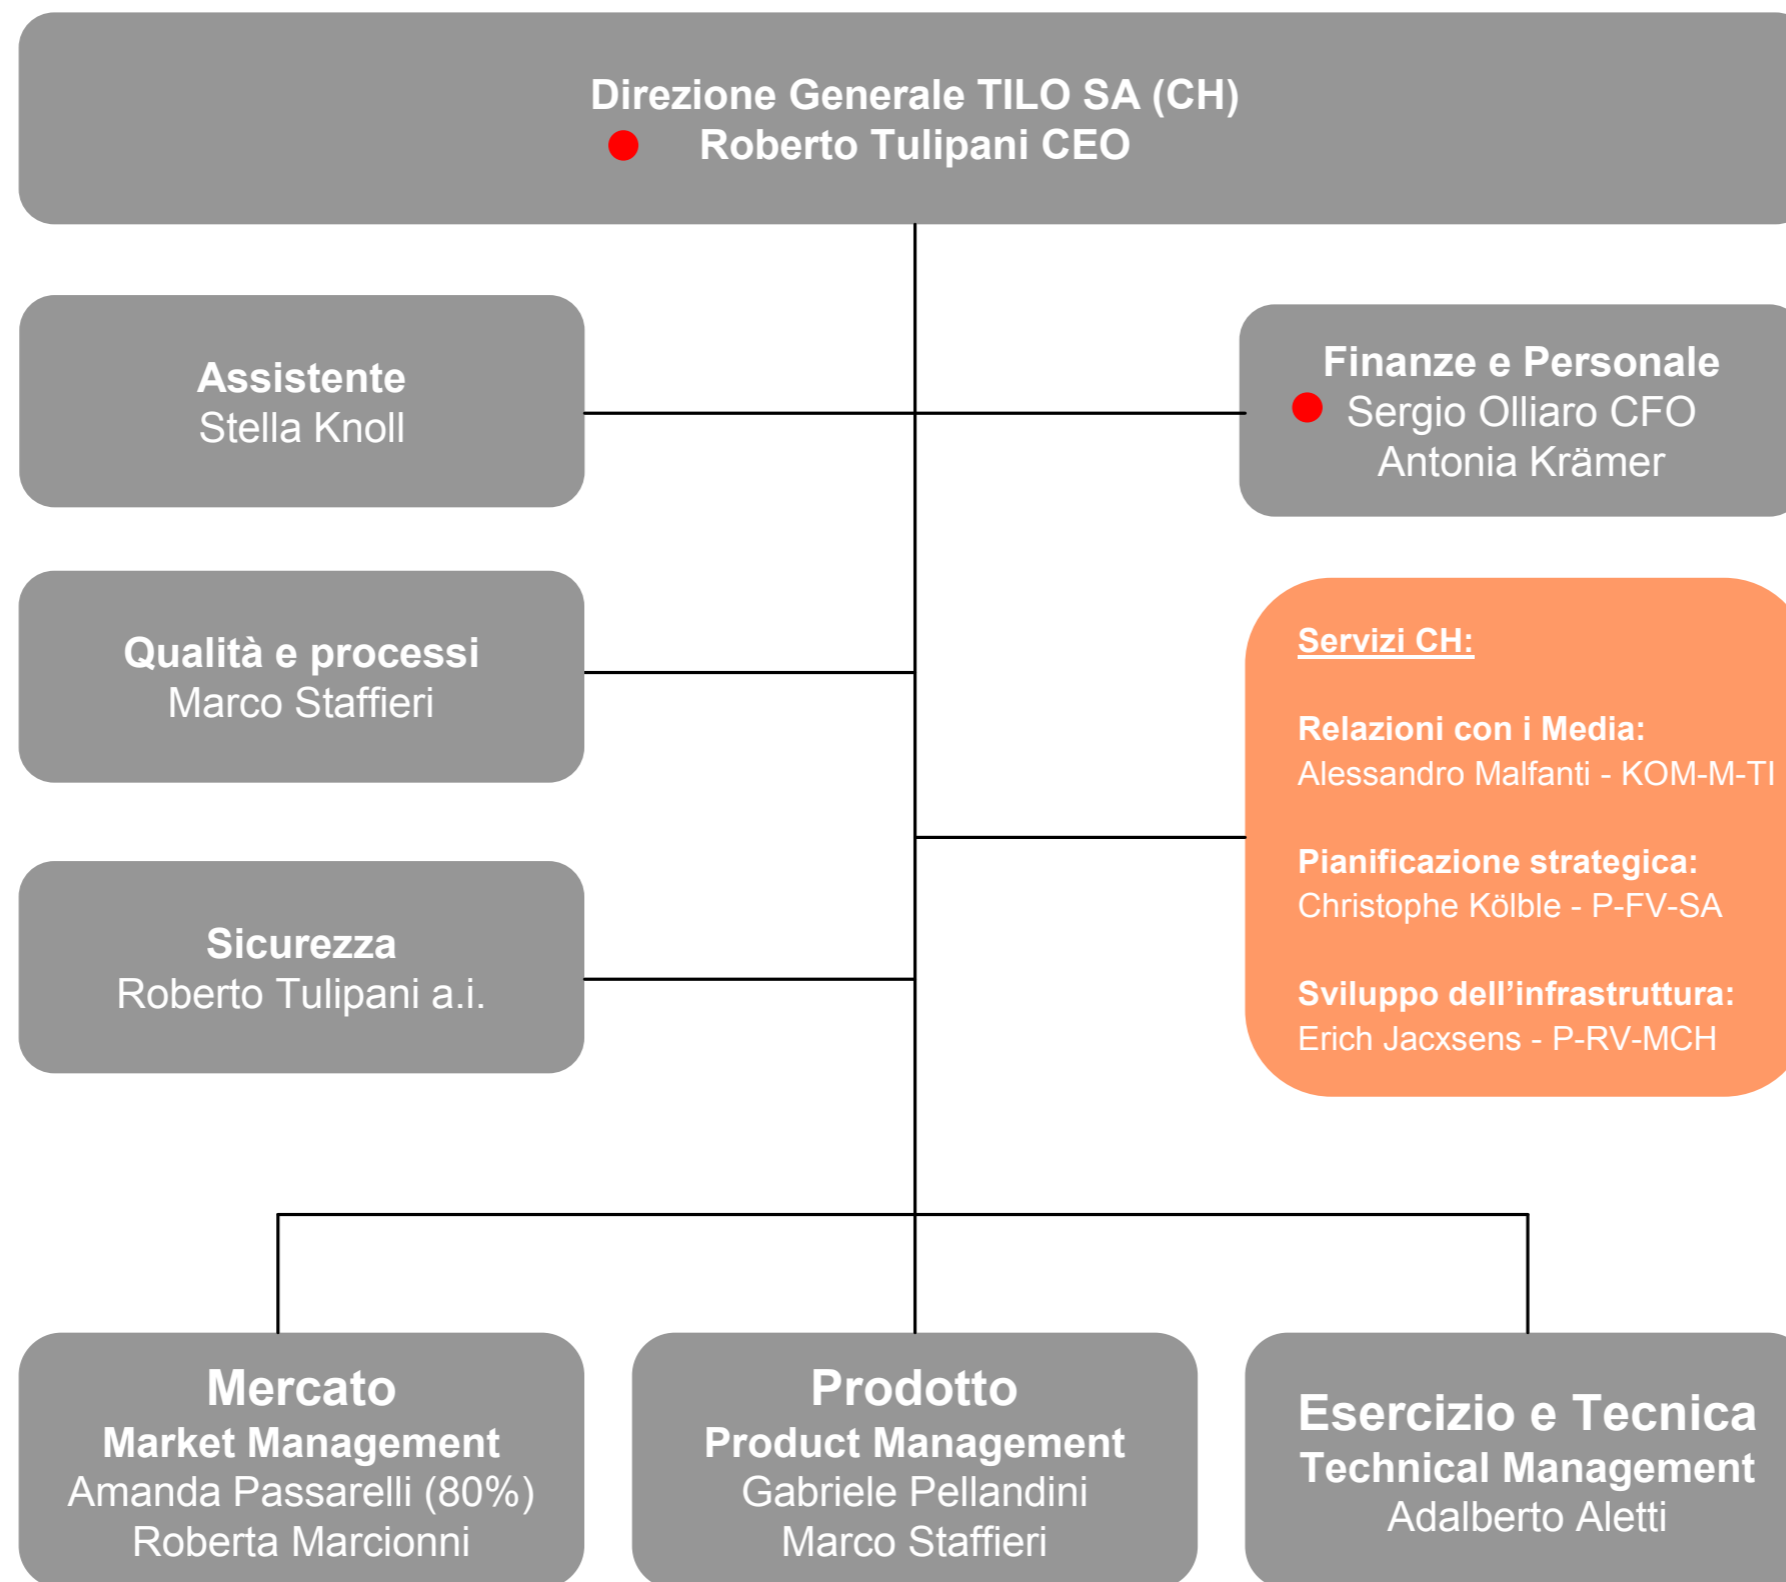 Direzione Generale TILO SA (CH)
Roberto Tulipani CEO
Assistente
Stella Knoll
Finanze e Personale
Sergio Olliaro CFO
Antonia Krämer
Qualità e processi
Marco Staffieri
Servizi CH:
Relazioni con i Media:
Alessandro Malfanti - KOM-M-TI
Pianificazione strategica:
Christophe Kölble - P-FV-SA
Sviluppo dell’infrastruttura:
Erich Jacxsens - P-RV-MCH
Sicurezza
Roberto Tulipani a.i.
Mercato
Market Management
Amanda Passarelli (80%)
Roberta Marcionni
Prodotto
Product Management
Gabriele Pellandini
Marco Staffieri
Esercizio e Tecnica
Technical Management
Adalberto Aletti